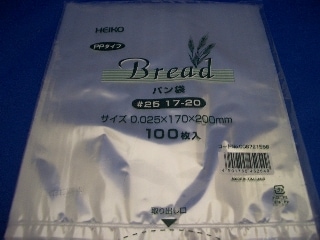 HEIKO
PPタイプ
Bread
パン袋
#25 17-20
サイズ 0.025×170×200mm
100枚入
取り出し口